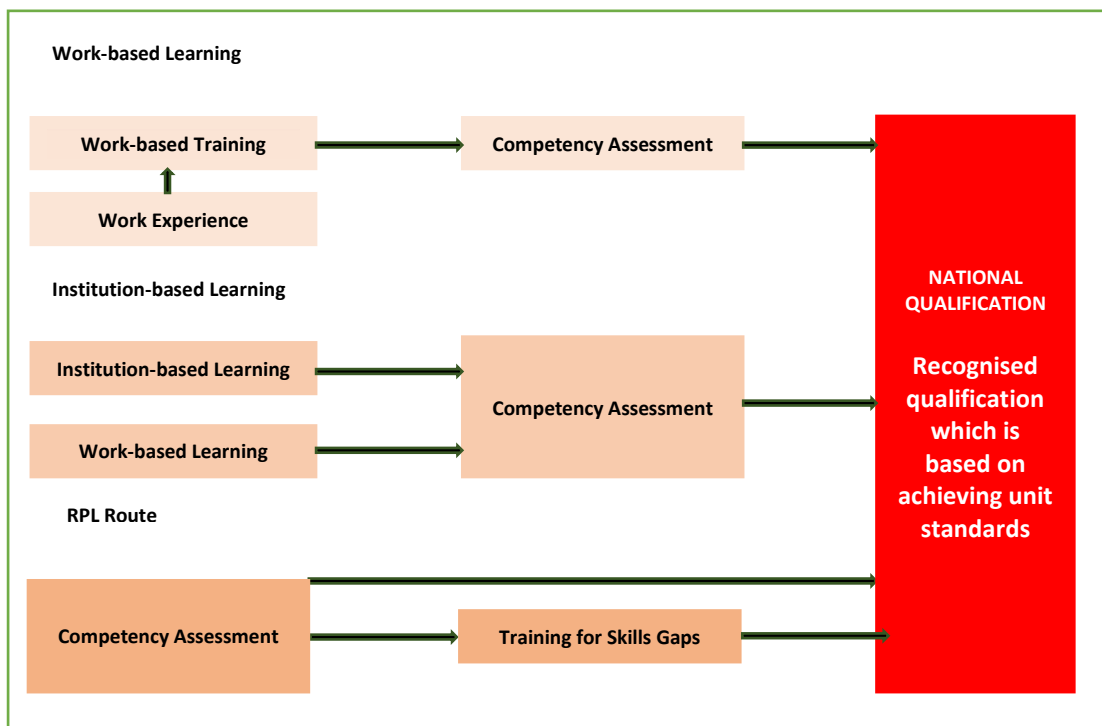 Work-based Learning
Work-based Training
Competency Assessment
Work Experience
Institution-based Learning
Institution-based Learning
Competency Assessment
Work-based Learning
RPL Route
Competency Assessment
Training for Skills Gaps
NATIONAL
QUALIFICATION
Recognised
qualification
which is
based on
achieving unit
standards